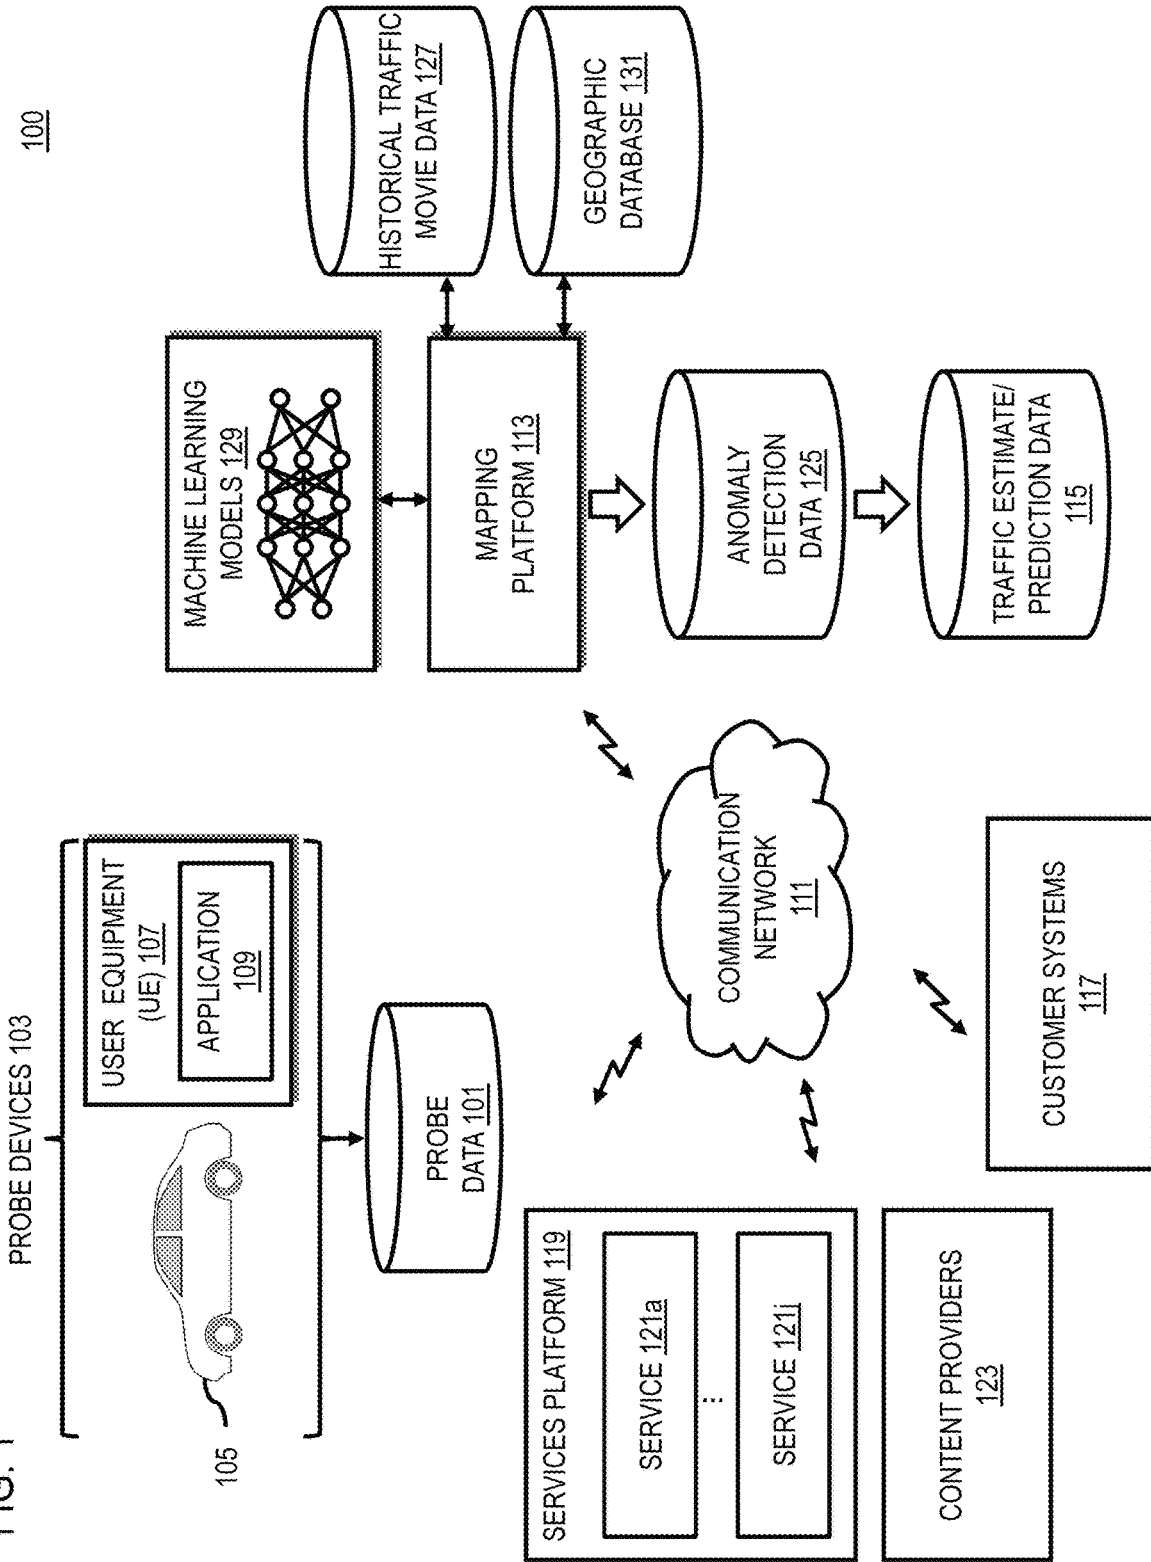 FIG. 1
100
PROBE DEVICES 103
USER EQUIPMENT
(UE) 107
APPLICATION
109
105
PROBE
DATA 101
MACHINE LEARNING
MODELS 129
HISTORICAL TRAFFIC
MOVIE DATA 127
MAPPING
PLATFORM 113
GEOGRAPHIC
DATABASE 131
SERVICES PLATFORM 119
SERVICE 121a
...
SERVICE 121j
COMMUNICATION
NETWORK
111
ANOMALY
DETECTION
DATA 125
CONTENT PROVIDERS
123
CUSTOMER SYSTEMS
117
TRAFFIC ESTIMATE/
PREDICTION DATA
115